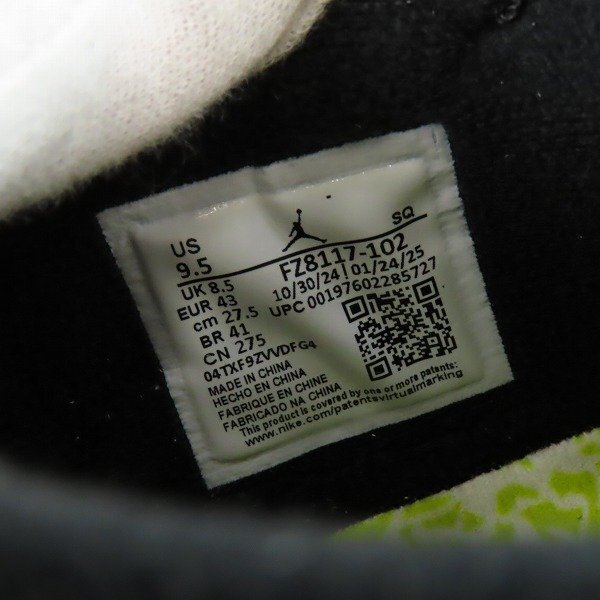 US
9.5
SQ
UK 8.5
EUR 43
cm 27.5
BR 41
CN 275
FZ8117-102
10/30/24 | 01/24/25
UPC 00197602285727
04TXF9ZVVDFG4
MADE IN CHINA
HECHO EN CHINA
FABRIQUE EN CHINE
FABRICADO NA CHINA
This product is covered by one or more patents:
www.nike.com/patentsvirtualmarking